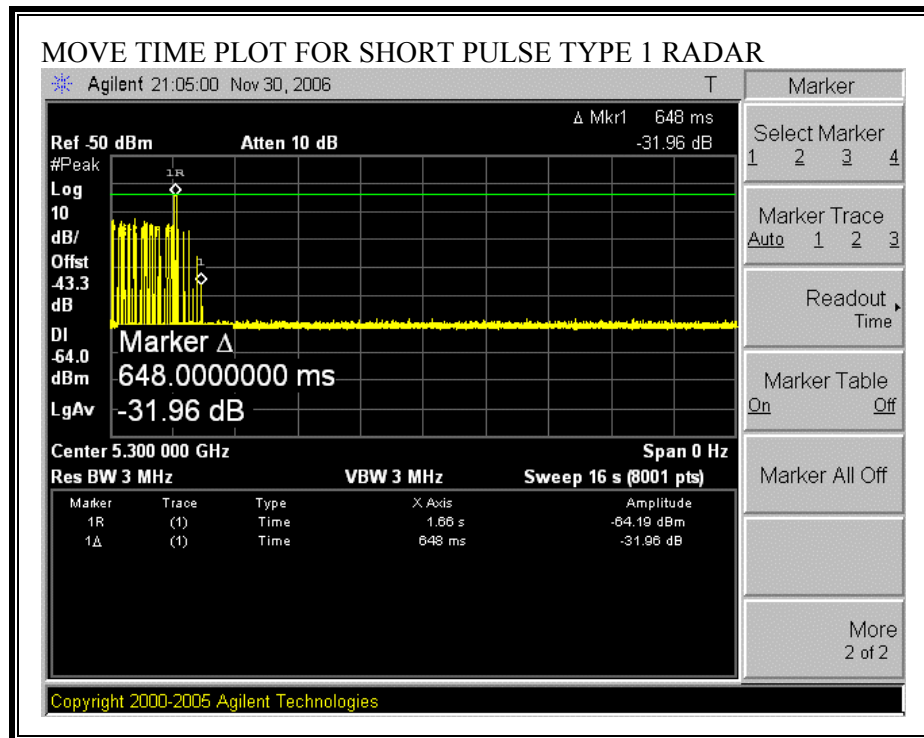 MOVE TIME PLOT FOR SHORT PULSE TYPE 1 RADAR
Agilent 21:05:00 Nov 30, 2006 T
Δ Mkr1 648 ms
Ref -50 dBm Atten 10 dB -31.96 dB
#Peak
Log
10
dB/
Offst
-43.3
dB
DI
-64.0
dBm
LgAv
1R
1
Marker Δ
648.0000000 ms
-31.96 dB
Center 5.300 000 GHz Span 0 Hz
Res BW 3 MHz VBW 3 MHz Sweep 16 s (8001 pts)
Marker Trace Type X Axis Amplitude
1R (1) Time 1.66 s -64.19 dBm
1Δ (1) Time 648 ms -31.96 dB
Copyright 2000-2005 Agilent Technologies
Marker
Select Marker
1 2 3 4
Marker Trace
Auto 1 2 3
Readout
Time
Marker Table
On Off
Marker All Off
More
2 of 2